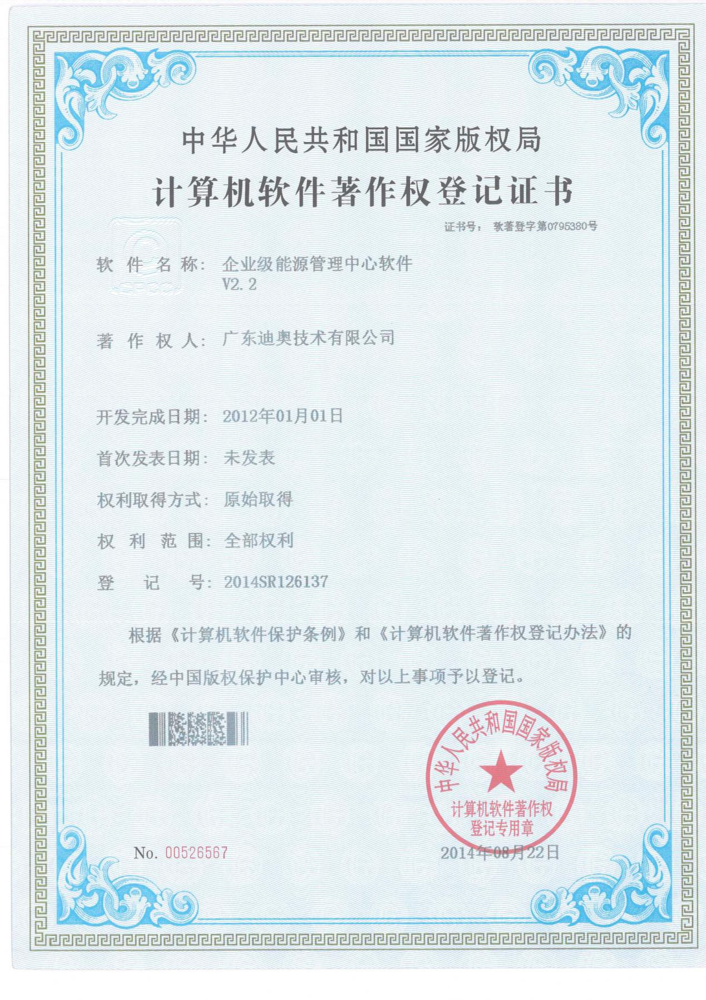 中华人民共和国国家版权局
计算机软件著作权登记证书
证书号： 软著登字第0795380号
软件名称： 企业级能源管理中心软件
V2.2
著作权人： 广东迪奥技术有限公司
开发完成日期： 2012年01月01日
首次发表日期： 未发表
权利取得方式： 原始取得
权利范围： 全部权利
登记号： 2014SR126137
根据《计算机软件保护条例》和《计算机软件著作权登记办法》的
规定，经中国版权保护中心审核，对以上事项予以登记。
中华人民共和国国家版权局
计算机软件著作权
登记专用章
No. 00526567
2014年08月22日